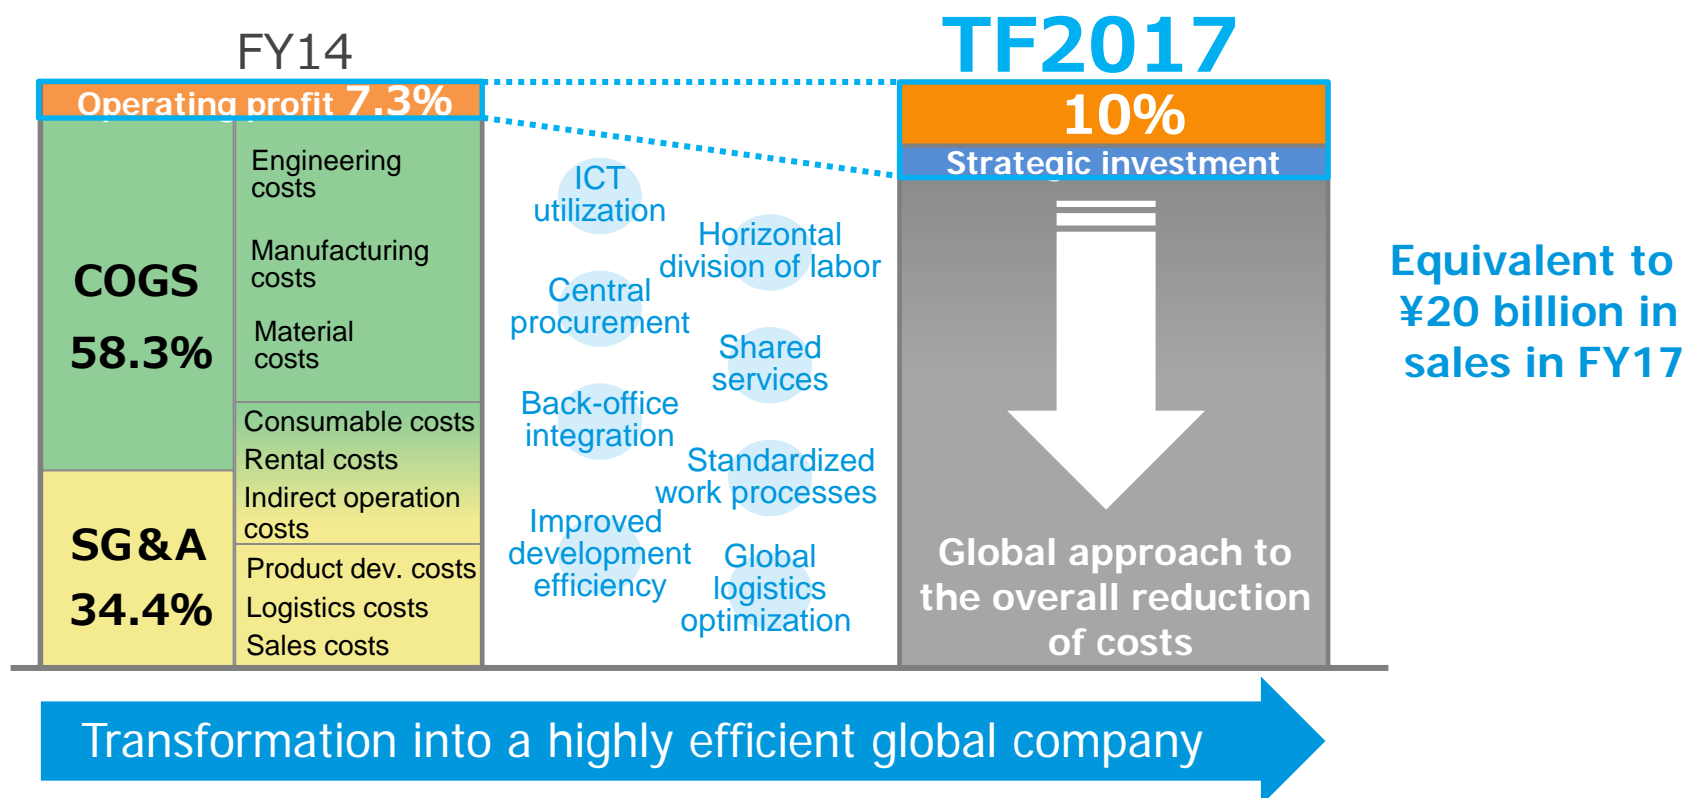 FY14
TF2017
Operating profit 7.3%
10%
Strategic investment
COGS
58.3%
SG&A
34.4%
Engineering
costs
Manufacturing
costs
Material
costs
Consumable costs
Rental costs
Indirect operation
costs
Product dev. costs
Logistics costs
Sales costs
ICT
utilization
Horizontal
division of labor
Central
procurement
Shared
services
Back-office
integration
Standardized
work processes
Improved
development
efficiency
Global
logistics
optimization
Global approach to
the overall reduction
of costs
Equivalent to
¥20 billion in
sales in FY17
Transformation into a highly efficient global company